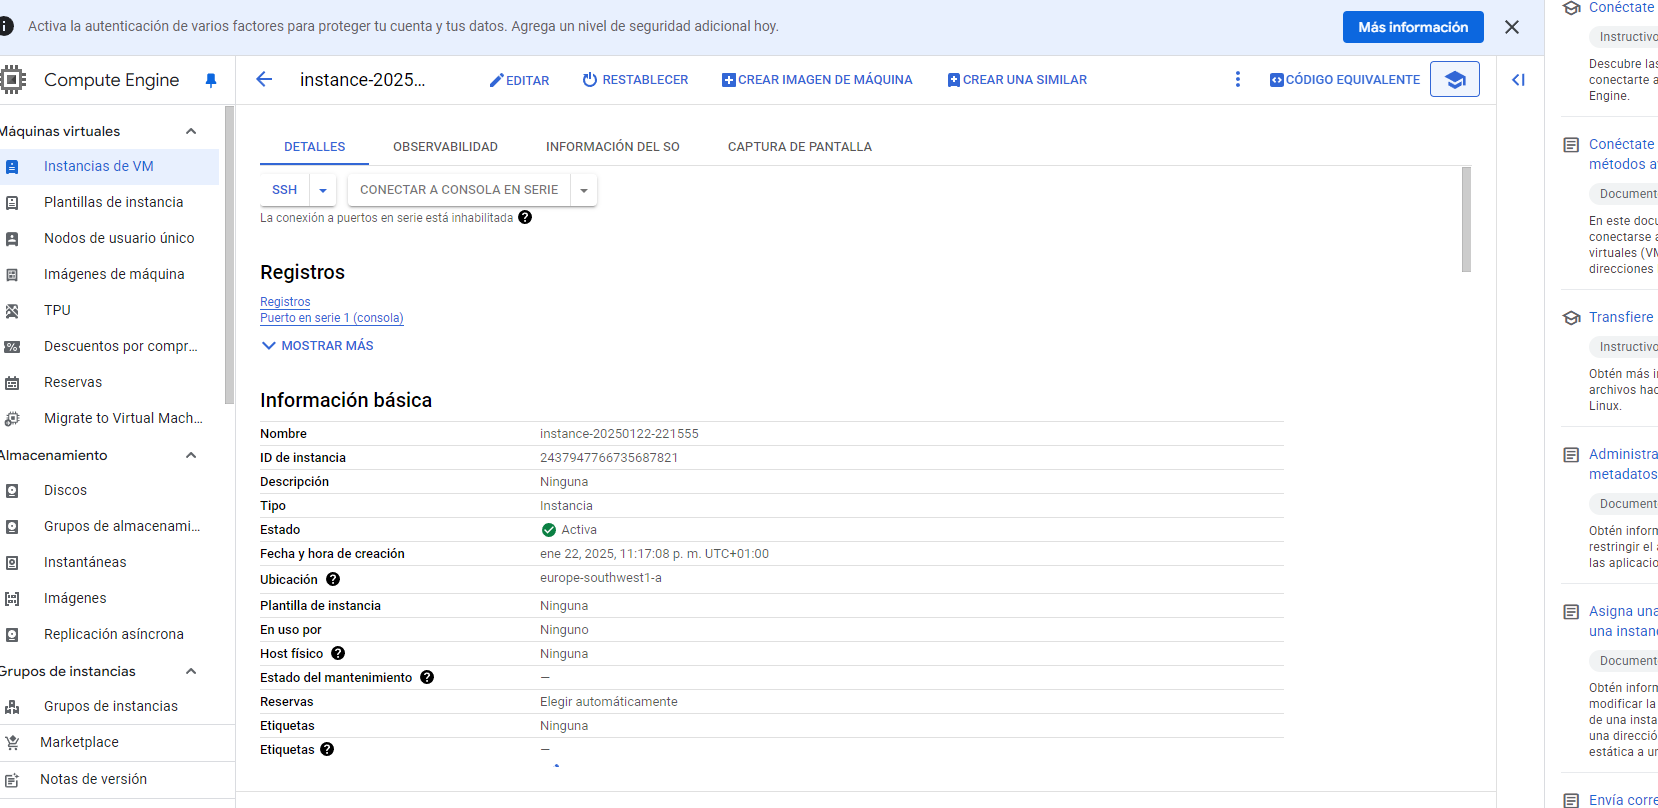 Activa la autenticación de varios factores para proteger tu cuenta y tus datos. Agrega un nivel de seguridad adicional hoy.
Más información
Compute Engine
instance-2025...
EDITAR
RESTABLECER
CREAR IMAGEN DE MÁQUINA
CREAR UNA SIMILAR
CÓDIGO EQUIVALENTE
Máquinas virtuales
Instancias de VM
Plantillas de instancia
Nodos de usuario único
Imágenes de máquina
TPU
Descuentos por compr...
Reservas
Migrate to Virtual Mach...
Almacenamiento
Discos
Grupos de almacenami...
Instantáneas
Imágenes
Replicación asíncrona
Grupos de instancias
Grupos de instancias
Marketplace
Notas de versión
DETALLES
OBSERVABILIDAD
INFORMACIÓN DEL SO
CAPTURA DE PANTALLA
SSH
CONECTAR A CONSOLA EN SERIE
La conexión a puertos en serie está inhabilitada
Registros
Registros
Puerto en serie 1 (consola)
MOSTRAR MÁS
Información básica
Nombre instance-20250122-221555
ID de instancia 2437947766735687821
Descripción Ninguna
Tipo Instancia
Estado Activa
Fecha y hora de creación ene 22, 2025, 11:17:08 p. m. UTC+01:00
Ubicación europe-southwest1-a
Plantilla de instancia Ninguna
En uso por Ninguno
Host físico Ninguna
Estado del mantenimiento —
Reservas Elegir automáticamente
Etiquetas Ninguna
Etiquetas —
Conéctate
Instructivo
Descubre las
conectarte a
Engine.
Conéctate
métodos a
Document
En este docu
conectarse a
virtuales (VM
direcciones
Transfiere
Instructivo
Obtén más i
archivos hac
Linux.
Administra
metadatos
Document
Obtén inforn
restringir el
las aplicacio
Asigna una
una instan
Document
Obtén inforn
modificar la
de una insta
una direcció
estática a u
Envía corre